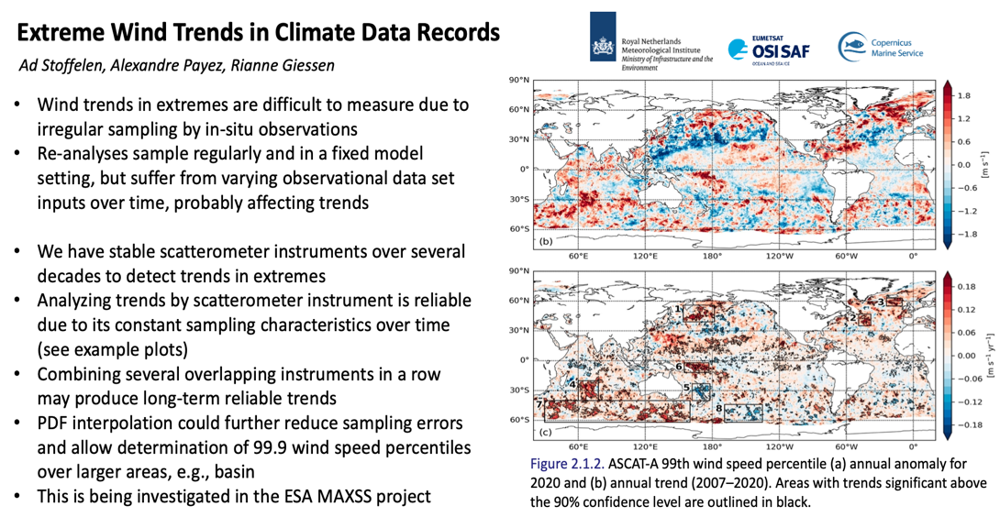 Extreme Wind Trends in Climate Data Records
Ad Stoffelen, Alexandre Payez, Rianne Giessen
• Wind trends in extremes are difficult to measure due to
irregular sampling by in-situ observations
• Re-analyses sample regularly and in a fixed model
setting, but suffer from varying observational data set
inputs over time, probably affecting trends
• We have stable scatterometer instruments over several
decades to detect trends in extremes
• Analyzing trends by scatterometer instrument is reliable
due to its constant sampling characteristics over time
(see example plots)
• Combining several overlapping instruments in a row
may produce long-term reliable trends
• PDF interpolation could further reduce sampling errors
and allow determination of 99.9 wind speed percentiles
over larger areas, e.g., basin
• This is being investigated in the ESA MAXSS project
Royal Netherlands
Meteorological Institute
Ministry of Infrastructure and the
Environment
EUMETSAT
OSI SAF
OCEAN AND SEA ICE
Copernicus
Marine Service
90°N
60°N
30°N
0°
30°S
60°S
(b)
60°E 120°E 180° 120°W 60°W 0°
1.8
1.2
0.6
0.0
−0.6
−1.2
−1.8
[m s⁻¹]
90°N
60°N
30°N
0°
30°S
60°S
1
2
3
4
5
6
7
8
(c)
60°E 120°E 180° 120°W 60°W 0°
0.18
0.12
0.06
0.00
−0.06
−0.12
−0.18
[m s⁻¹ yr⁻¹]
Figure 2.1.2. ASCAT-A 99th wind speed percentile (a) annual anomaly for
2020 and (b) annual trend (2007–2020). Areas with trends significant above
the 90% confidence level are outlined in black.